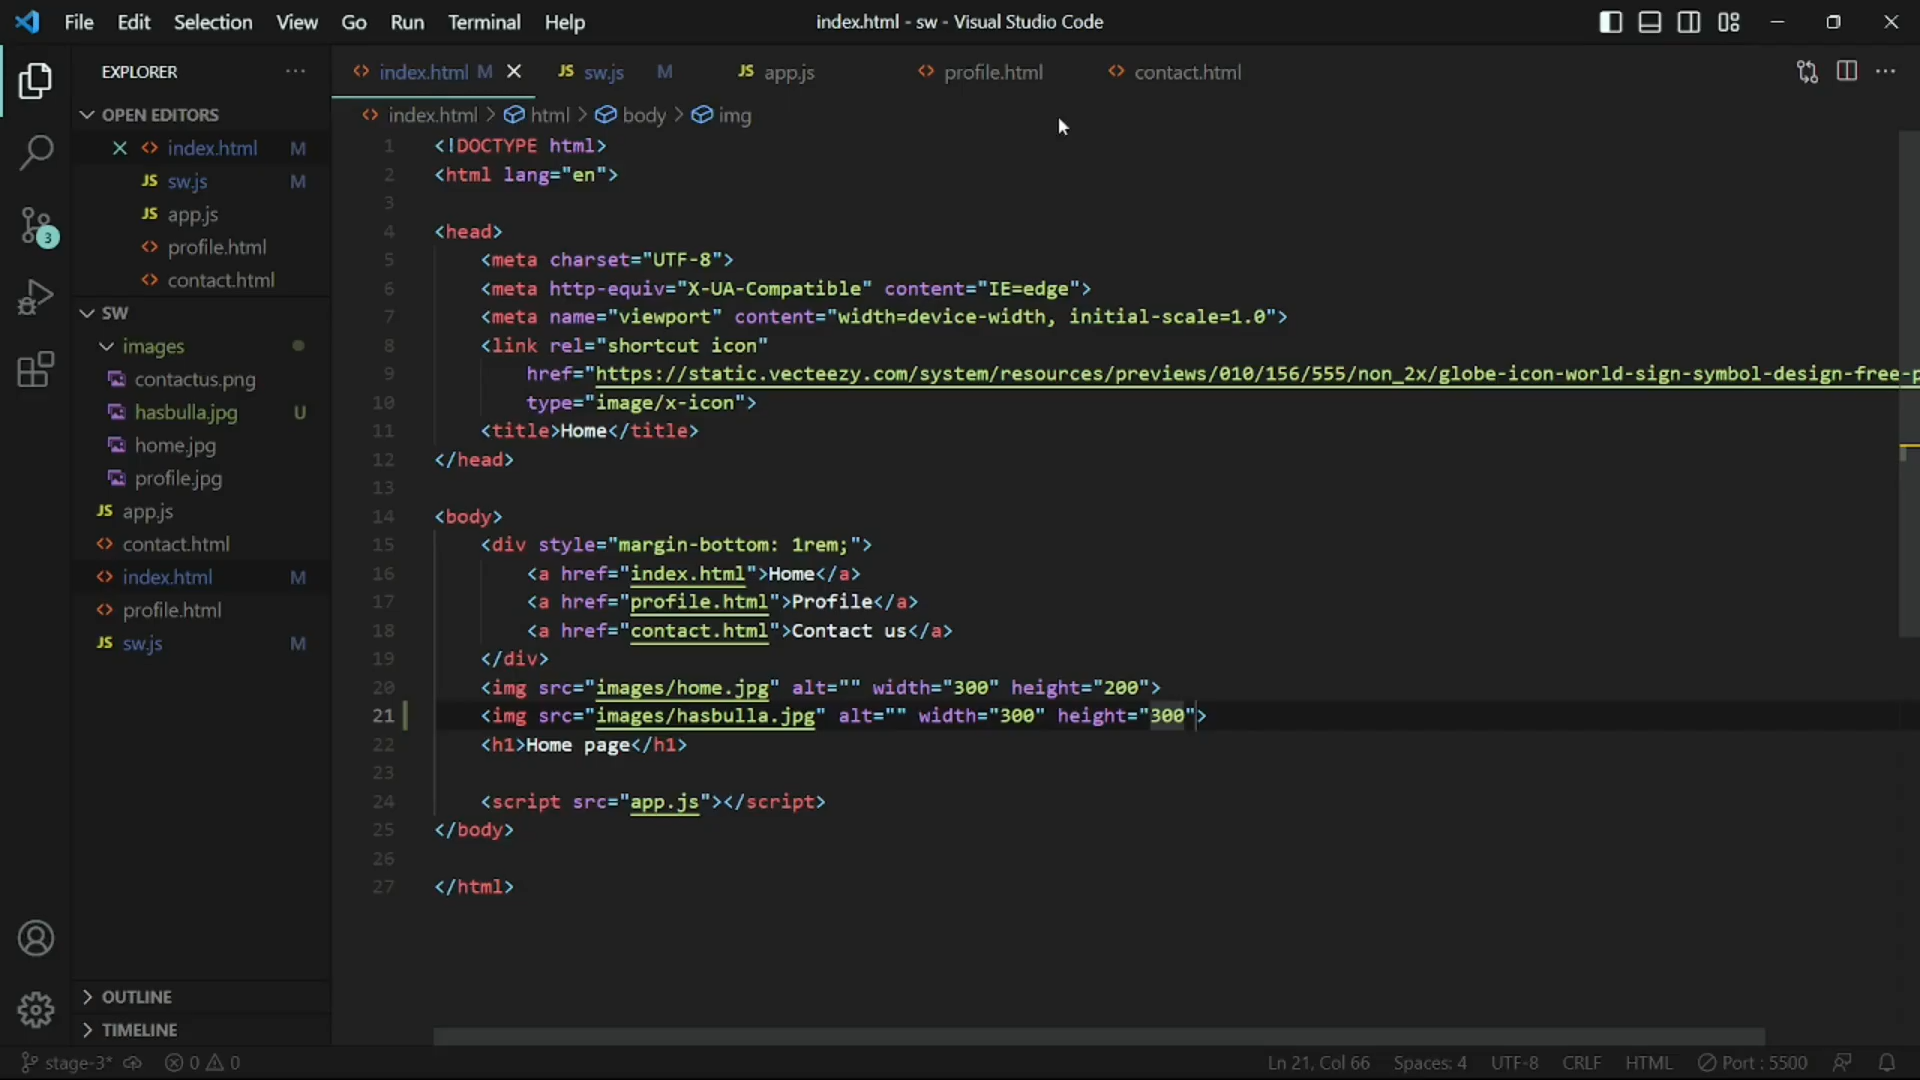 File Edit Selection View Go Run Terminal Help
index.html - sw - Visual Studio Code
EXPLORER
OPEN EDITORS
index.html M
JS sw.js M
JS app.js
profile.html
contact.html
SW
images
contactus.png
hasbulla.jpg U
home.jpg
profile.jpg
JS app.js
contact.html
index.html M
profile.html
JS sw.js M
OUTLINE
TIMELINE
3
index.html M JS sw.js M JS app.js profile.html contact.html
index.html > html > body > img
1 <!DOCTYPE html>
2 <html lang="en">
3
4 <head>
5 <meta charset="UTF-8">
6 <meta http-equiv="X-UA-Compatible" content="IE=edge">
7 <meta name="viewport" content="width=device-width, initial-scale=1.0">
8 <link rel="shortcut icon"
9 href="https://static.vecteezy.com/system/resources/previews/010/156/555/non_2x/globe-icon-world-sign-symbol-design-free-p
10 type="image/x-icon">
11 <title>Home</title>
12 </head>
13
14 <body>
15 <div style="margin-bottom: 1rem;">
16 <a href="index.html">Home</a>
17 <a href="profile.html">Profile</a>
18 <a href="contact.html">Contact us</a>
19 </div>
20 <img src="images/home.jpg" alt="" width="300" height="200">
21 <img src="images/hasbulla.jpg" alt="" width="300" height="300">
22 <h1>Home page</h1>
23
24 <script src="app.js"></script>
25 </body>
26
27 </html>
stage-3* 0 0
Ln 21, Col 66 Spaces: 4 UTF-8 CRLF HTML Port : 5500